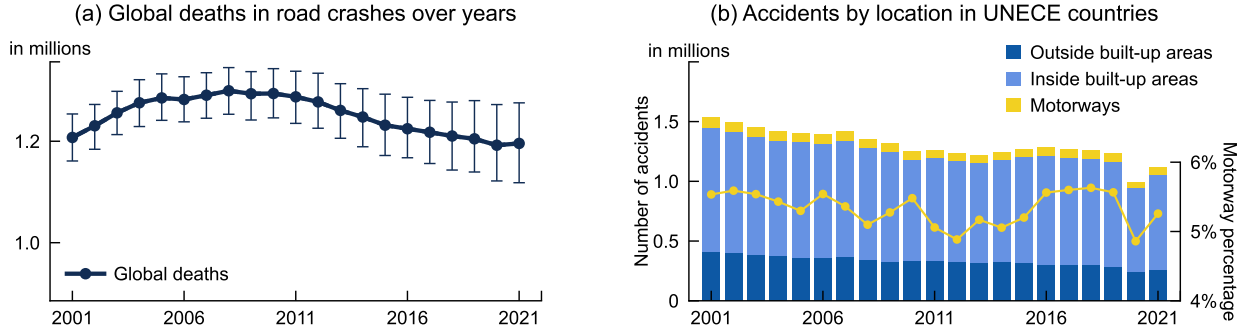 (a) Global deaths in road crashes over years
in millions
1.2
1.0
Global deaths
2001 2006 2011 2016 2021
(b) Accidents by location in UNECE countries
in millions
Outside built-up areas
Inside built-up areas
Motorways
Number of accidents
1.5
1.0
0.5
0
6%
5%
4%
Motorway percentage
2001 2006 2011 2016 2021